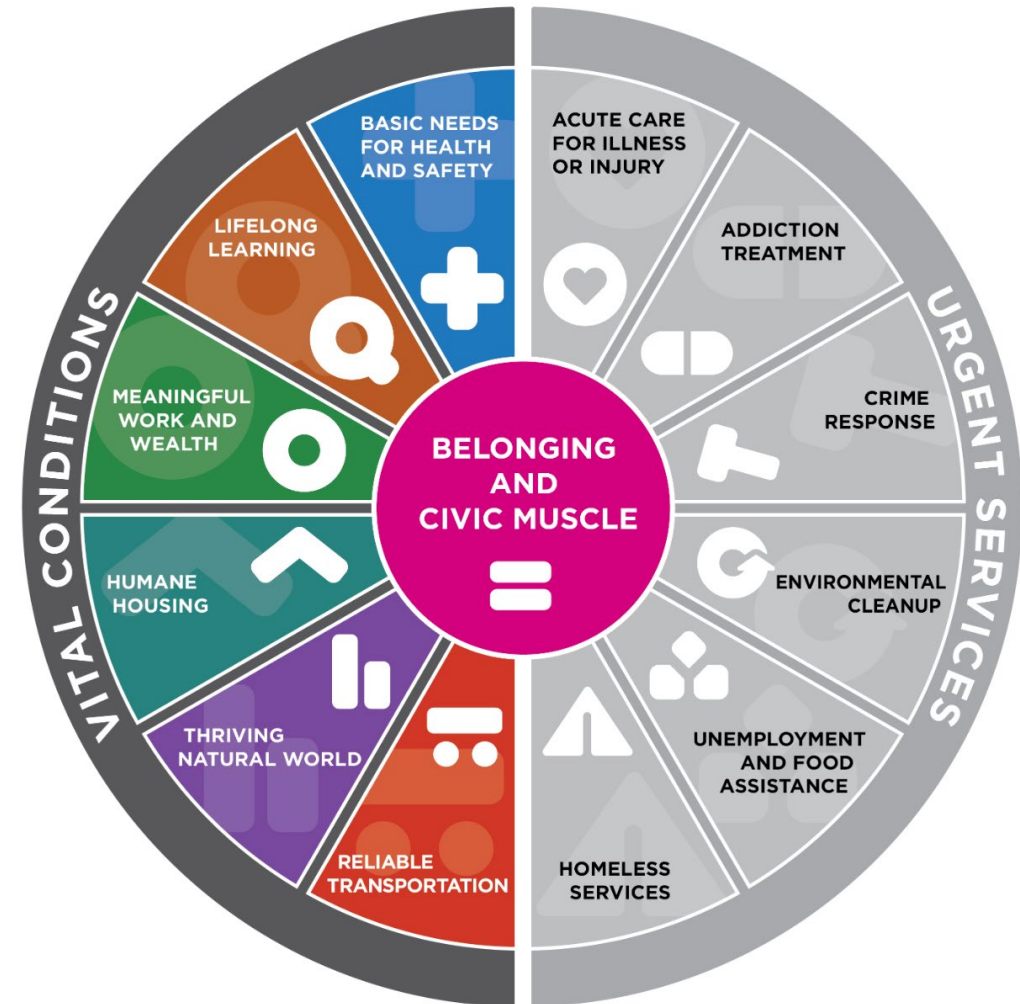 VITAL CONDITIONS
BASIC NEEDS
FOR HEALTH
AND SAFETY
LIFELONG
LEARNING
MEANINGFUL
WORK AND
WEALTH
HUMANE
HOUSING
THRIVING
NATURAL WORLD
RELIABLE
TRANSPORTATION
BELONGING
AND
CIVIC MUSCLE
URGENT SERVICES
ACUTE CARE
FOR ILLNESS
OR INJURY
ADDICTION
TREATMENT
CRIME
RESPONSE
ENVIRONMENTAL
CLEANUP
UNEMPLOYMENT
AND FOOD
ASSISTANCE
HOMELESS
SERVICES